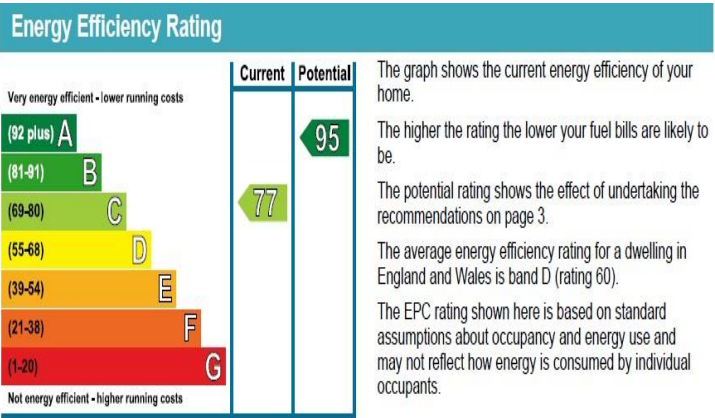 Energy Efficiency Rating
Current Potential
Very energy efficient - lower running costs
(92 plus) A
95
(81-91) B
(69-80) C
77
(55-68) D
(39-54) E
(21-38) F
(1-20) G
Not energy efficient - higher running costs
The graph shows the current energy efficiency of your
home.
The higher the rating the lower your fuel bills are likely to
be.
The potential rating shows the effect of undertaking the
recommendations on page 3.
The average energy efficiency rating for a dwelling in
England and Wales is band D (rating 60).
The EPC rating shown here is based on standard
assumptions about occupancy and energy use and
may not reflect how energy is consumed by individual
occupants.